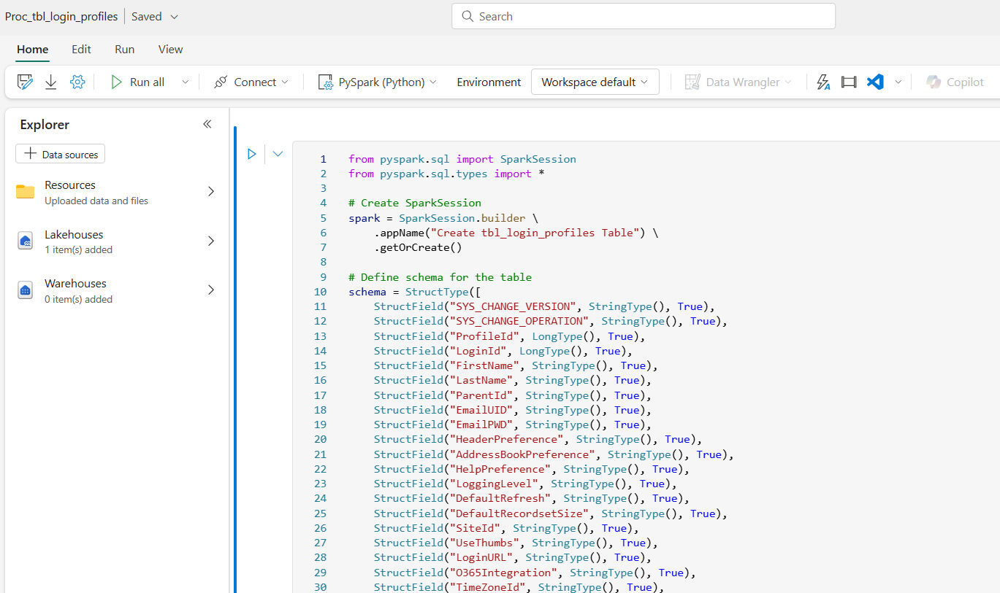 Proc_tbl_login_profiles Saved
Search
Home Edit Run View
Run all Connect PySpark (Python) Environment Workspace default Data Wrangler Copilot
Explorer
Data sources
Resources
Uploaded data and files
Lakehouses
1 item(s) added
Warehouses
0 item(s) added
1 from pyspark.sql import SparkSession
2 from pyspark.sql.types import *
3
4 # Create SparkSession
5 spark = SparkSession.builder \
6     .appName("Create tbl_login_profiles Table") \
7     .getOrCreate()
8
9 # Define schema for the table
10 schema = StructType([
11     StructField("SYS_CHANGE_VERSION", StringType(), True),
12     StructField("SYS_CHANGE_OPERATION", StringType(), True),
13     StructField("ProfileId", LongType(), True),
14     StructField("LoginId", LongType(), True),
15     StructField("FirstName", StringType(), True),
16     StructField("LastName", StringType(), True),
17     StructField("ParentId", StringType(), True),
18     StructField("EmailUID", StringType(), True),
19     StructField("EmailPWD", StringType(), True),
20     StructField("HeaderPreference", StringType(), True),
21     StructField("AddressBookPreference", StringType(), True),
22     StructField("HelpPreference", StringType(), True),
23     StructField("LoggingLevel", StringType(), True),
24     StructField("DefaultRefresh", StringType(), True),
25     StructField("DefaultRecordsetSize", StringType(), True),
26     StructField("SiteId", StringType(), True),
27     StructField("UseThumbs", StringType(), True),
28     StructField("LoginURL", StringType(), True),
29     StructField("O365Integration", StringType(), True),
30     StructField("TimeZoneId", StringType(), True),